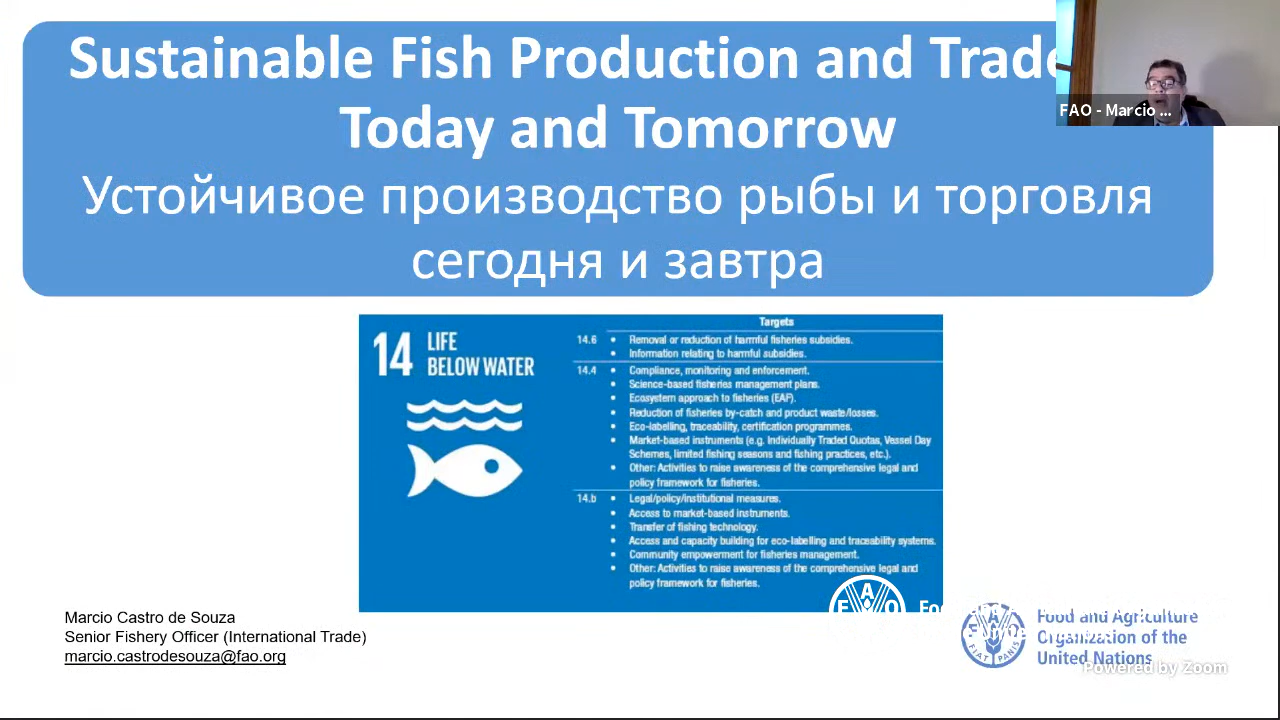 Sustainable Fish Production and Trade
Today and Tomorrow
Устойчивое производство рыбы и торговля
сегодня и завтра
FAO - Marcio ...
14 LIFE
BELOW WATER
Targets
14.6 • Removal or reduction of harmful fisheries subsidies.
• Information relating to harmful subsidies.
14.4 • Compliance, monitoring and enforcement.
• Science-based fisheries management plans.
• Ecosystem approach to fisheries (EAF).
• Reduction of fisheries by-catch and product waste/losses.
• Eco-labelling, traceability, certification programmes.
• Market-based instruments (e.g. Individually Traded Quotas, Vessel Day
Schemes, limited fishing seasons and fishing practices, etc.).
• Other: Activities to raise awareness of the comprehensive legal and
policy framework for fisheries.
14.b • Legal/policy/institutional measures.
• Access to market-based instruments.
• Transfer of fishing technology.
• Access and capacity building for eco-labelling and traceability systems.
• Community empowerment for fisheries management.
• Other: Activities to raise awareness of the comprehensive legal and
policy framework for fisheries.
Marcio Castro de Souza
Senior Fishery Officer (International Trade)
marcio.castrodesouza@fao.org
FAO
FIAT PANIS
Food and Agriculture
Organization of the
United Nations
Powered by Zoom